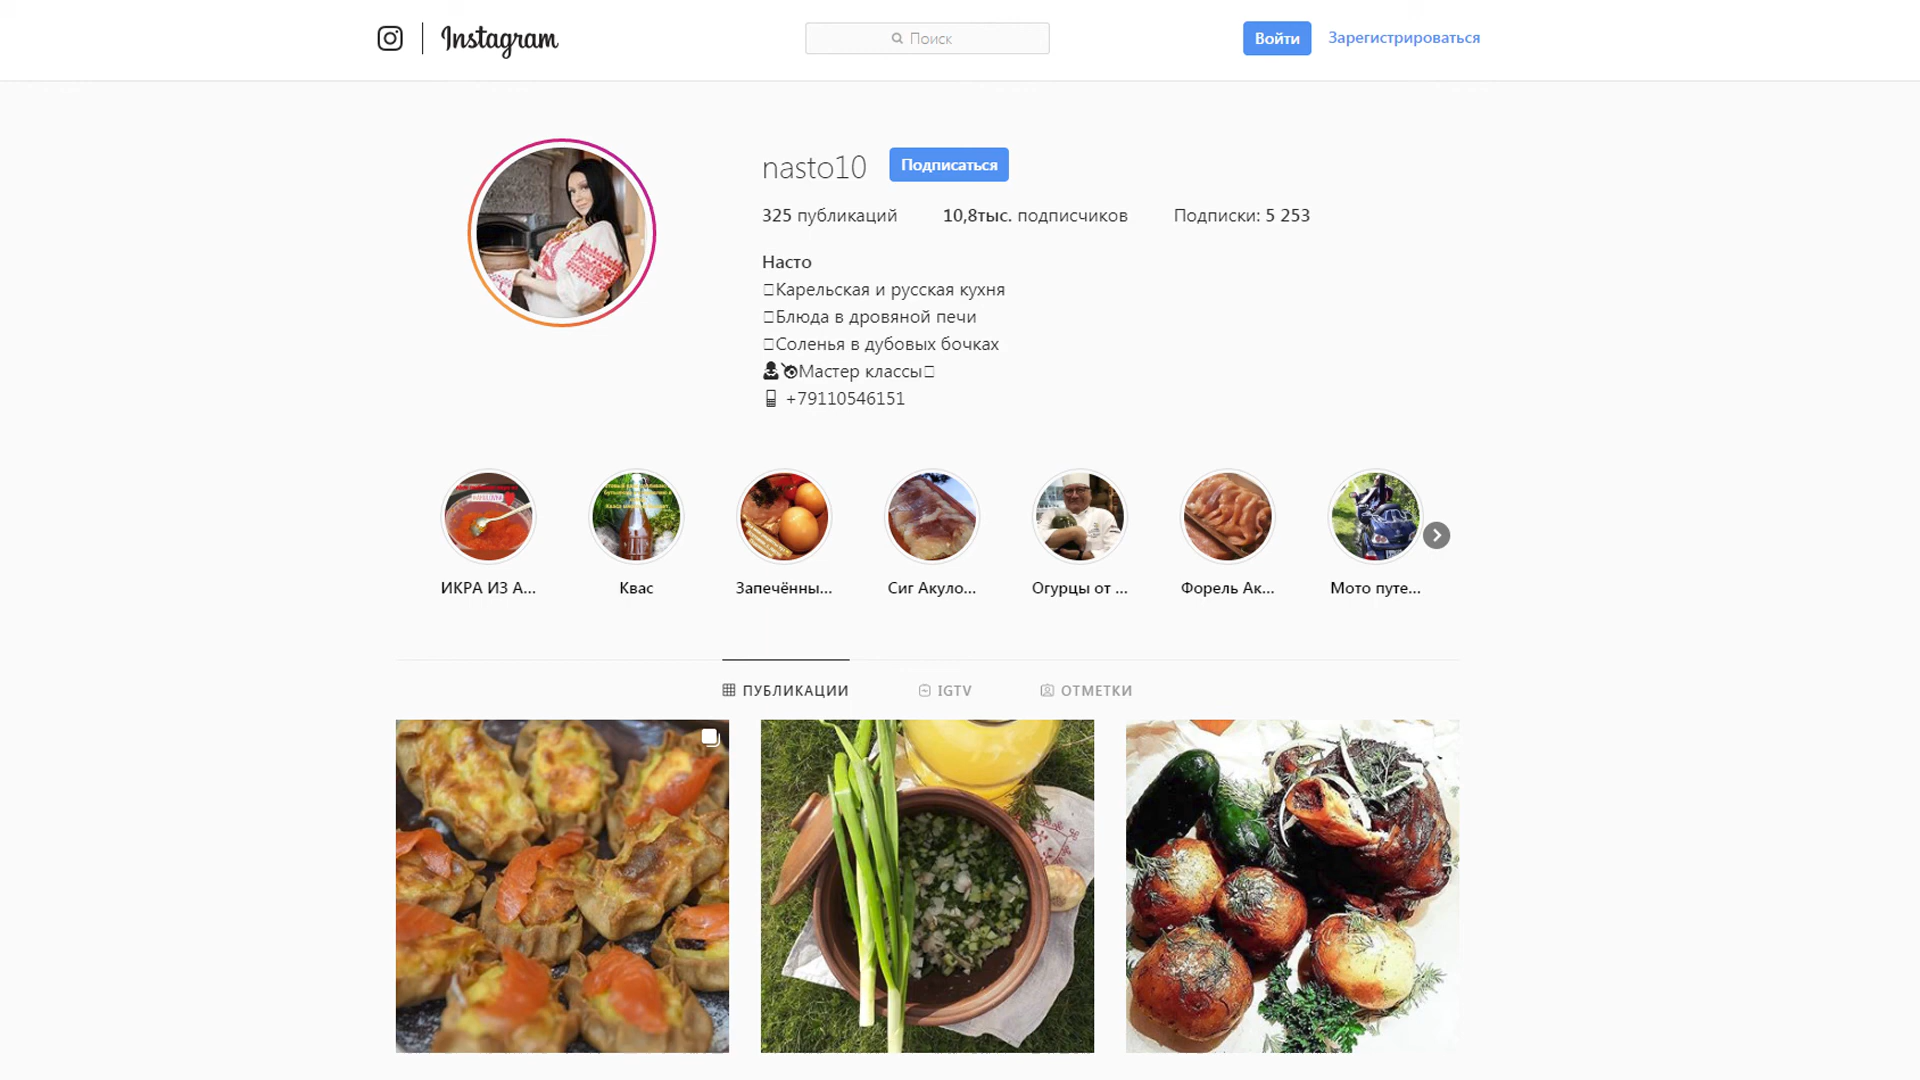 Instagram
Поиск
Войти
Зарегистрироваться
nasto10
Подписаться
325 публикаций
10,8тыс. подписчиков
Подписки: 5 253
Насто
Карельская и русская кухня
Блюда в дровяной печи
Соленья в дубовых бочках
Мастер классы
+79110546151
ИКРА ИЗ А...
Квас
Запечённы...
Сиг Акуло...
Огурцы от ...
Форель Ак...
Мото путе...
ПУБЛИКАЦИИ
IGTV
ОТМЕТКИ